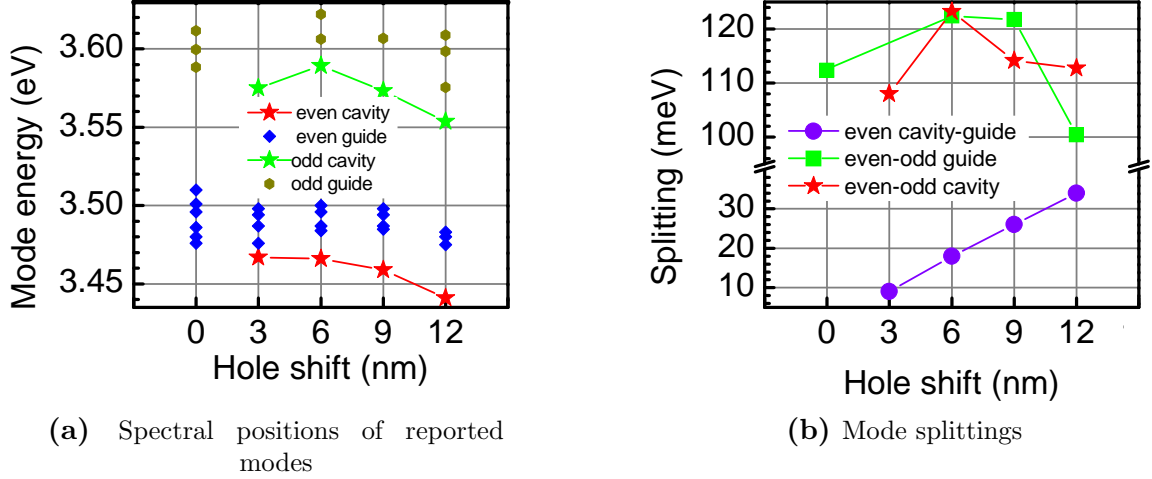 3.60
3.55
3.50
3.45
Mode energy (eV)
even cavity
even guide
odd cavity
odd guide
0 3 6 9 12
Hole shift (nm)
(a) Spectral positions of reported
modes
120
110
100
30
20
10
Splitting (meV)
even cavity-guide
even-odd guide
even-odd cavity
0 3 6 9 12
Hole shift (nm)
(b) Mode splittings